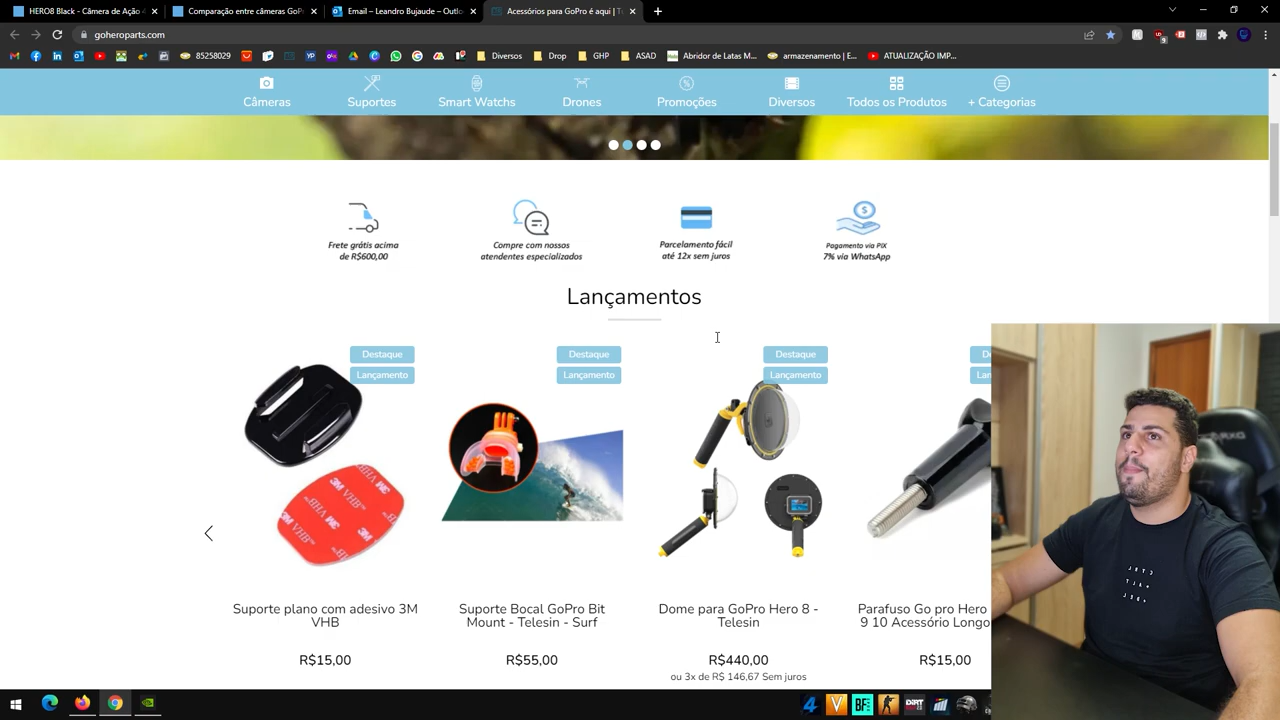 HERO8 Black - Câmera de Ação 4
Comparação entre câmeras GoPr
Email – Leandro Bujaude – Outlo
Acessórios para GoPro é aqui | Te
goheroparts.com
85258029
Diversos
Drop
GHP
ASAD
Abridor de Latas M...
armazenamento | E...
ATUALIZAÇÃO IMP...
Câmeras
Suportes
Smart Watchs
Drones
Promoções
Diversos
Todos os Produtos
+ Categorias
Frete grátis acima
de R$600,00
Compre com nossos
atendentes especializados
Parcelamento fácil
até 12x sem juros
Pagamento via PIX
7% via WhatsApp
Lançamentos
Destaque
Lançamento
Destaque
Lançamento
Destaque
Lançamento
Suporte plano com adesivo 3M
VHB
R$15,00
Suporte Bocal GoPro Bit
Mount - Telesin - Surf
R$55,00
Dome para GoPro Hero 8 -
Telesin
R$440,00
ou 3x de R$ 146,67 Sem juros
Parafuso Go pro Hero
9 10 Acessório Longo
R$15,00